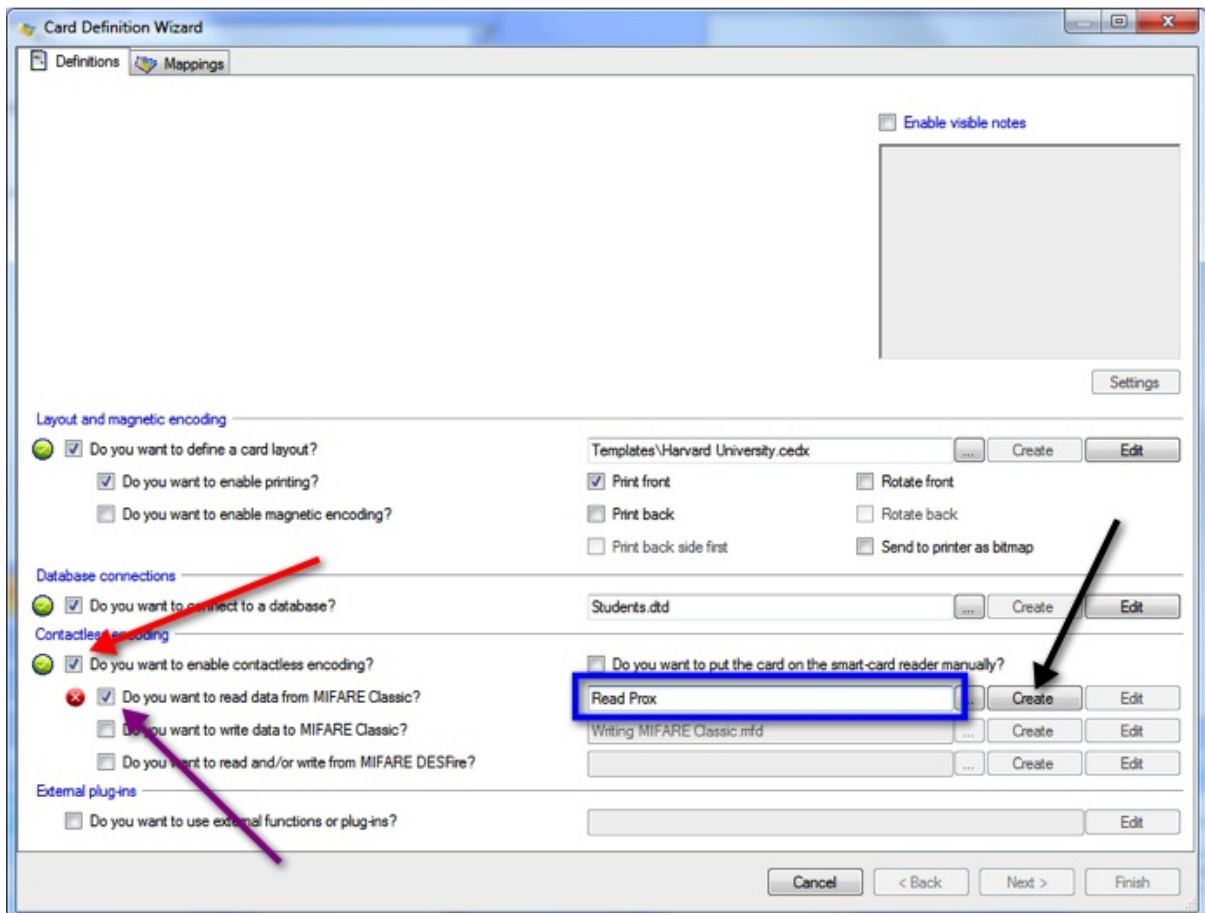 Card Definition Wizard
Definitions Mappings
Enable visible notes
Settings
Layout and magnetic encoding
Do you want to define a card layout? Templates\Harvard University.cedx ... Create Edit
Do you want to enable printing? Print front Rotate front
Do you want to enable magnetic encoding? Print back Rotate back
Print back side first Send to printer as bitmap
Database connections
Do you want to connect to a database? Students.dtd ... Create Edit
Contactless encoding
Do you want to enable contactless encoding? Do you want to put the card on the smart-card reader manually?
Do you want to read data from MIFARE Classic? Read Prox ... Create Edit
Do you want to write data to MIFARE Classic? Writing MIFARE Classic.mfd ... Create Edit
Do you want to read and/or write from MIFARE DESFire? ... Create Edit
External plug-ins
Do you want to use external functions or plug-ins? Edit
Cancel < Back Next > Finish